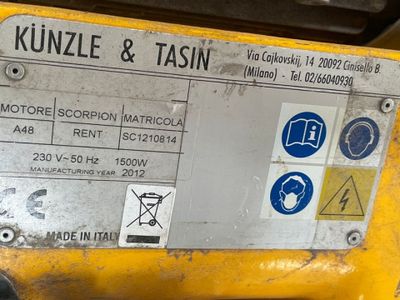 KÜNZLE & TASIN
Via Cajkovskij, 14 20092 Cinisello B.
(Milano) - Tel. 02/66040930
MOTORE SCORPION MATRICOLA
A48 RENT SC1210814
230 V~50 Hz 1500W
MANUFACTURING YEAR 2012
MADE IN ITALY